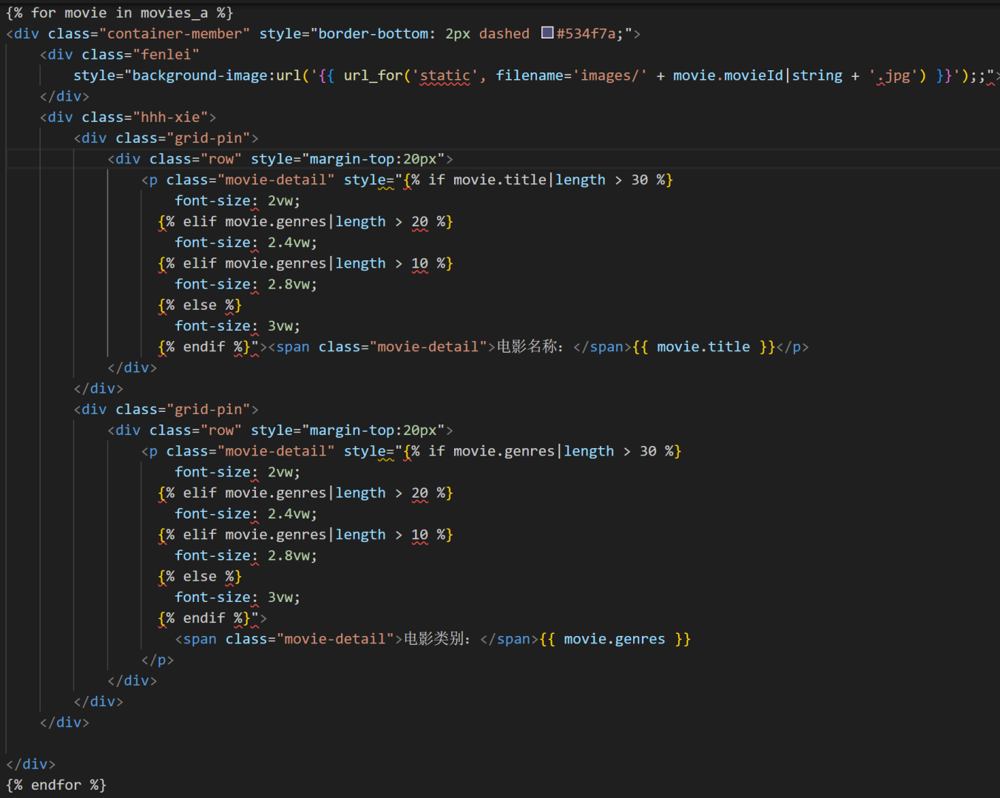 {% for movie in movies_a %}
<div class="container-member" style="border-bottom: 2px dashed #534f7a;">
    <div class="fenlei"
        style="background-image:url('{{ url_for('static', filename='images/' + movie.movieId|string + '.jpg') }}');;">
    </div>
    <div class="hhh-xie">
        <div class="grid-pin">
            <div class="row" style="margin-top:20px">
                <p class="movie-detail" style="{% if movie.title|length > 30 %}
                    font-size: 2vw;
                  {% elif movie.genres|length > 20 %}
                    font-size: 2.4vw;
                  {% elif movie.genres|length > 10 %}
                    font-size: 2.8vw;
                  {% else %}
                    font-size: 3vw;
                  {% endif %}"><span class="movie-detail">电影名称：</span>{{ movie.title }}</p>
            </div>
        </div>
        <div class="grid-pin">
            <div class="row" style="margin-top:20px">
                <p class="movie-detail" style="{% if movie.genres|length > 30 %}
                    font-size: 2vw;
                  {% elif movie.genres|length > 20 %}
                    font-size: 2.4vw;
                  {% elif movie.genres|length > 10 %}
                    font-size: 2.8vw;
                  {% else %}
                    font-size: 3vw;
                  {% endif %}">
                    <span class="movie-detail">电影类别：</span>{{ movie.genres }}
                </p>
            </div>
        </div>
    </div>

</div>
{% endfor %}